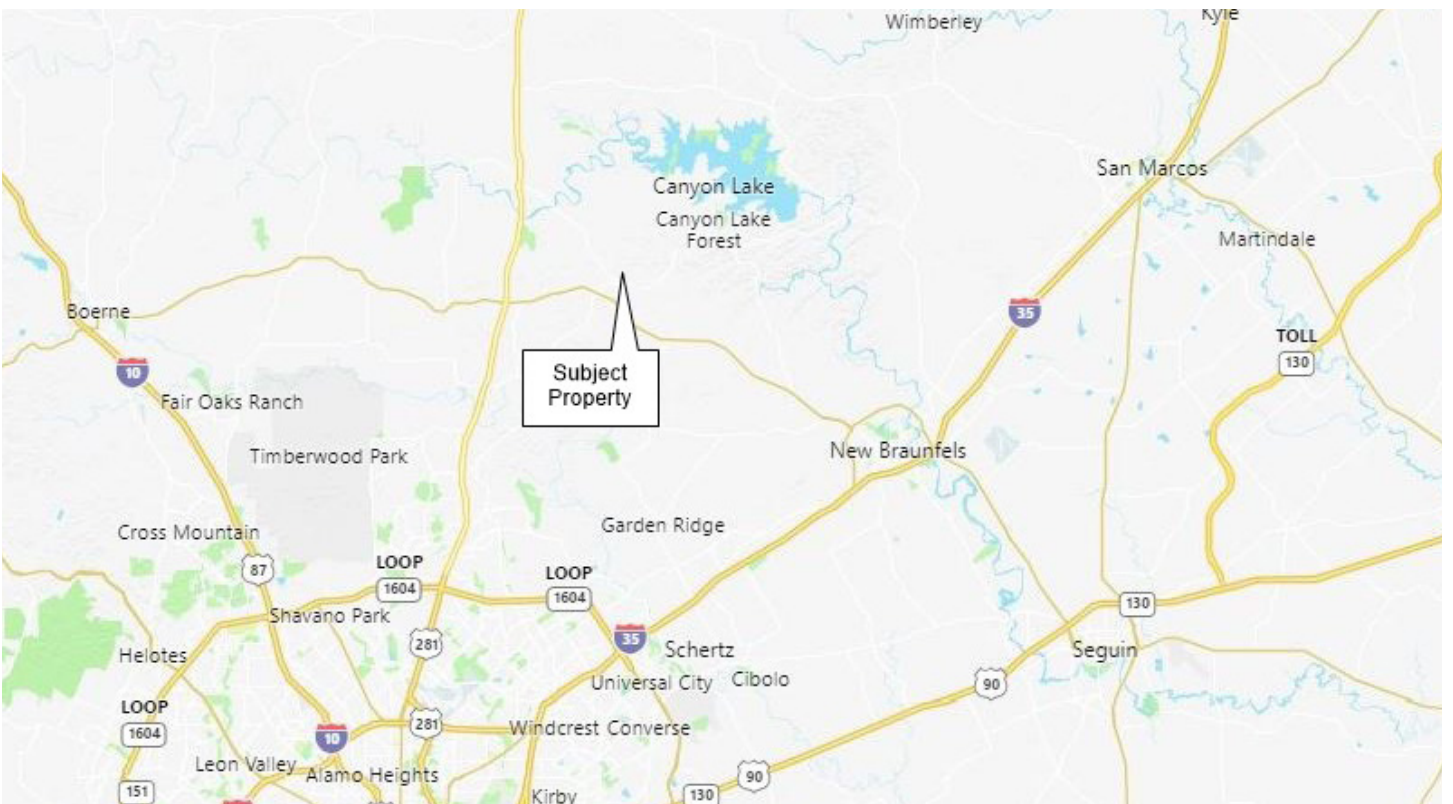 Wimberley
Kyle
San Marcos
Canyon Lake
Canyon Lake
Forest
Martindale
Boerne
35
TOLL
130
10
Subject
Property
Fair Oaks Ranch
Timberwood Park
New Braunfels
Garden Ridge
Cross Mountain
87
LOOP
1604
LOOP
1604
130
Shavano Park
281
35
Schertz
Seguin
Helotes
Universal City
Cibolo
90
LOOP
1604
281
10
Windcrest
Converse
Leon Valley
Alamo Heights
90
151
Kirby
130